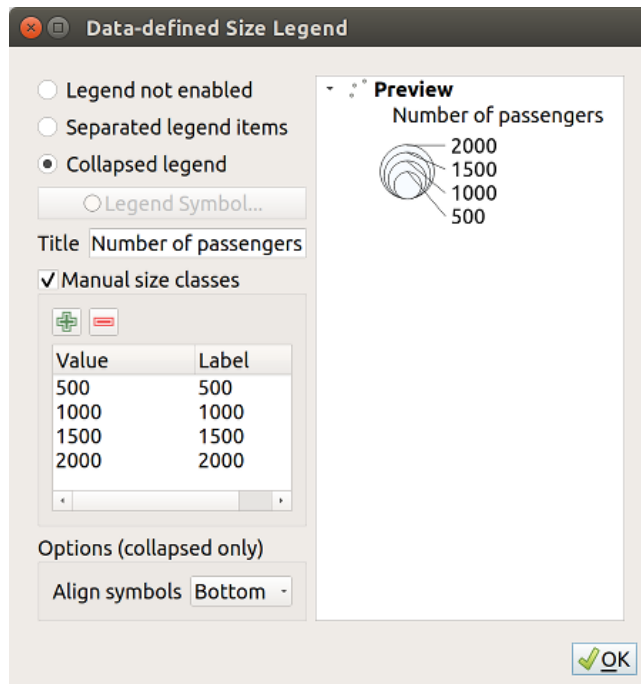 Data-defined Size Legend
Legend not enabled
Separated legend items
Collapsed legend
Legend Symbol...
Title Number of passengers
Manual size classes
Value Label
500 500
1000 1000
1500 1500
2000 2000
Options (collapsed only)
Align symbols Bottom
Preview
Number of passengers
2000
1500
1000
500
OK